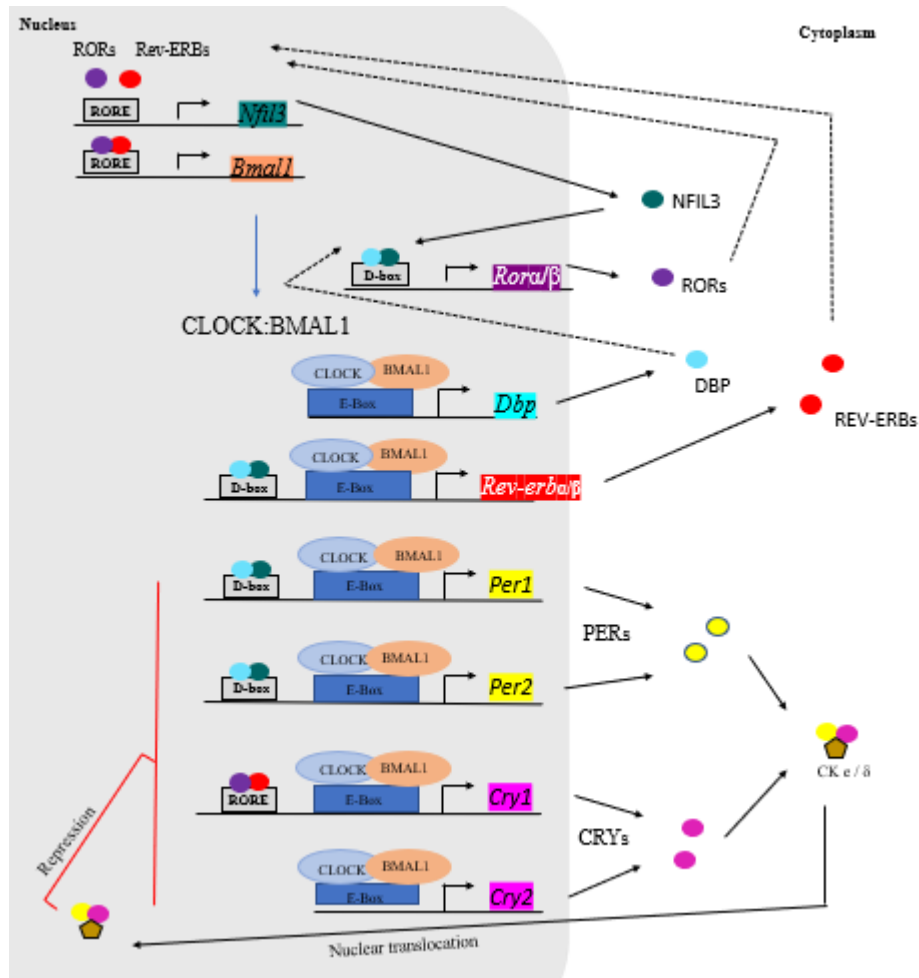 Nucleus
Cytoplasm
RORs Rev-ERBs
RORE
Nfil3
RORE
Bmal1
NFIL3
D-box
Rorα/β
RORs
CLOCK:BMAL1
CLOCK BMAL1
E-Box
Dbp
DBP
REV-ERBs
CLOCK BMAL1
D-box
E-Box
Rev-erbα/β
CLOCK BMAL1
D-box
E-Box
Per1
PERs
CLOCK BMAL1
D-box
E-Box
Per2
CK e / δ
CLOCK BMAL1
RORE
E-Box
Cry1
CRYs
Repression
CLOCK BMAL1
E-Box
Cry2
Nuclear translocation